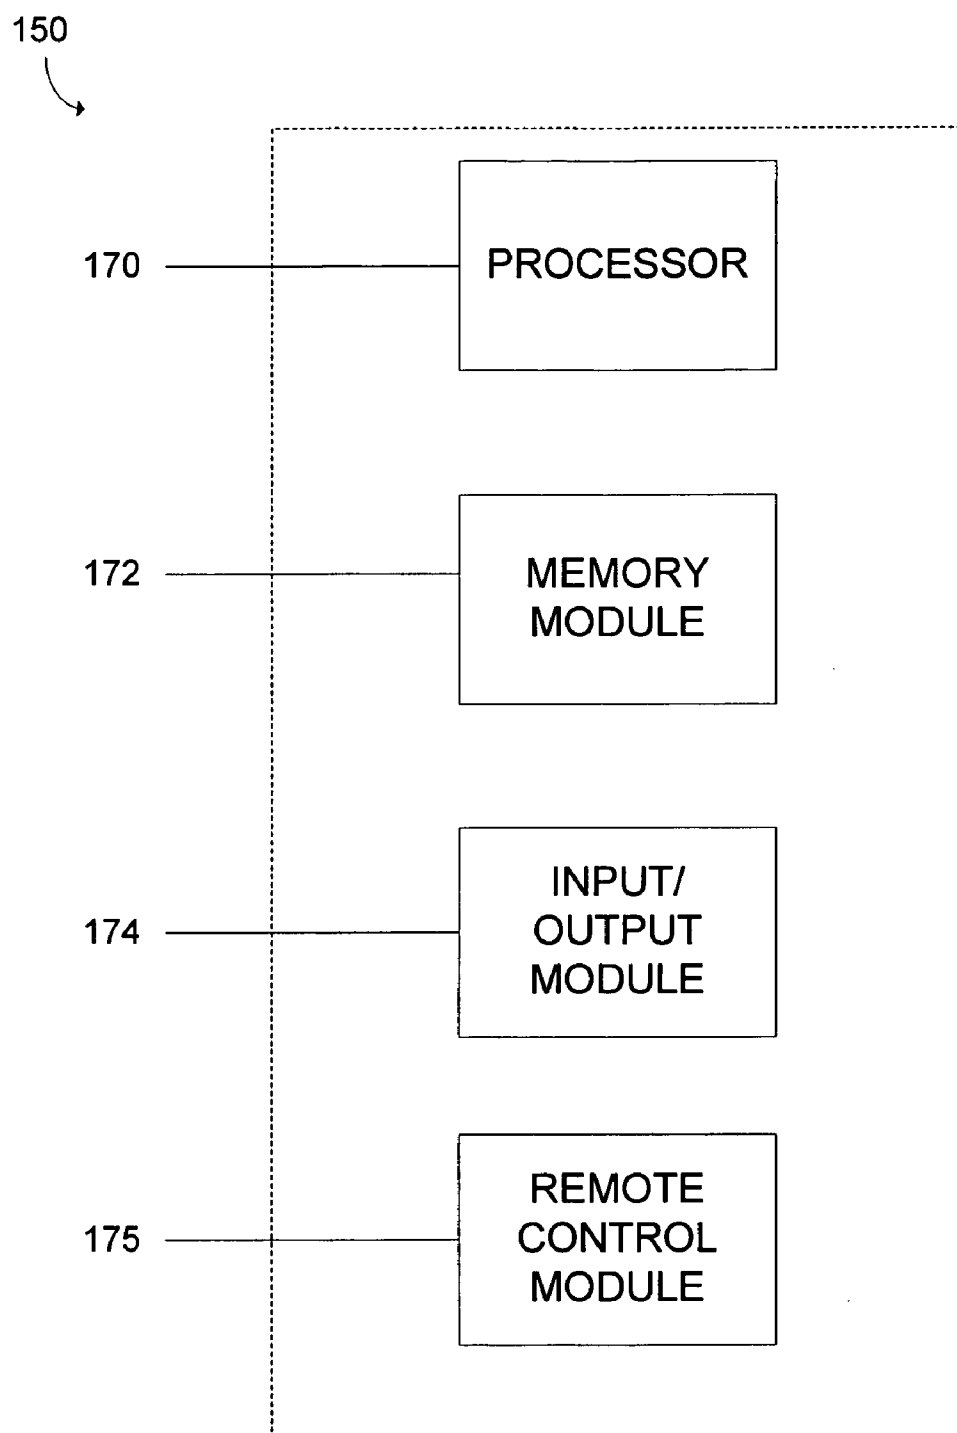 150
170
PROCESSOR
172
MEMORY
MODULE
174
INPUT/
OUTPUT
MODULE
175
REMOTE
CONTROL
MODULE